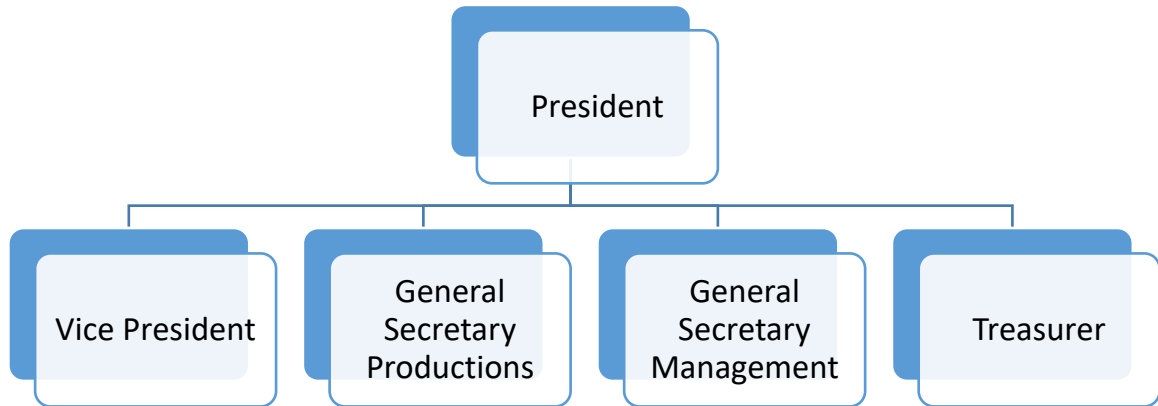 President
Vice President
General
Secretary
Productions
General
Secretary
Management
Treasurer